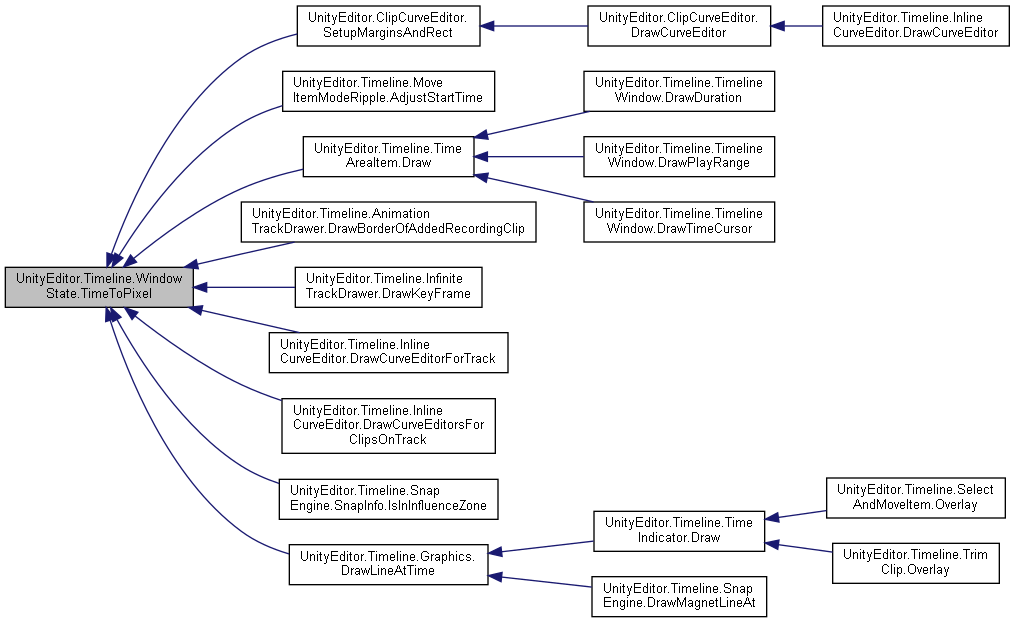 UnityEditor.ClipCurveEditor.
SetupMarginsAndRect
UnityEditor.ClipCurveEditor.
DrawCurveEditor
UnityEditor.Timeline.Inline
CurveEditor.DrawCurveEditor
UnityEditor.Timeline.Move
ItemModeRipple.AdjustStartTime
UnityEditor.Timeline.Timeline
Window.DrawDuration
UnityEditor.Timeline.Time
AreaItem.Draw
UnityEditor.Timeline.Timeline
Window.DrawPlayRange
UnityEditor.Timeline.Animation
TrackDrawer.DrawBorderOfAddedRecordingClip
UnityEditor.Timeline.Timeline
Window.DrawTimeCursor
UnityEditor.Timeline.Window
State.TimeToPixel
UnityEditor.Timeline.Infinite
TrackDrawer.DrawKeyFrame
UnityEditor.Timeline.Inline
CurveEditor.DrawCurveEditorForTrack
UnityEditor.Timeline.Inline
CurveEditor.DrawCurveEditorsFor
ClipsOnTrack
UnityEditor.Timeline.Snap
Engine.SnapInfo.IsInInfluenceZone
UnityEditor.Timeline.Select
AndMoveItem.Overlay
UnityEditor.Timeline.Time
Indicator.Draw
UnityEditor.Timeline.Graphics.
DrawLineAtTime
UnityEditor.Timeline.Trim
Clip.Overlay
UnityEditor.Timeline.Snap
Engine.DrawMagnetLineAt